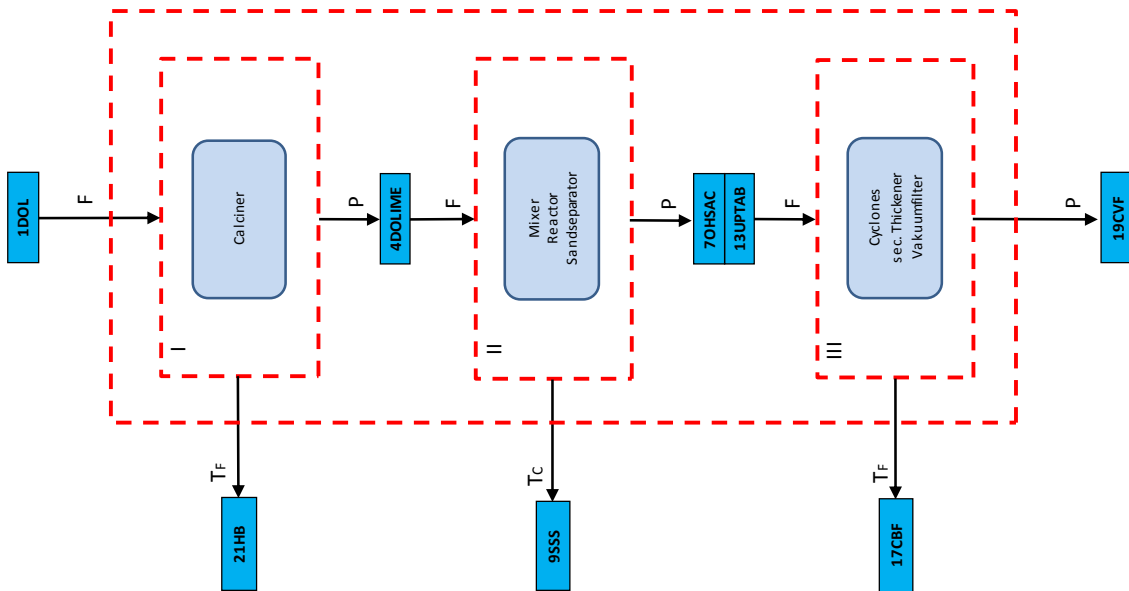 1DOL
F
I
Calciner
TF
21HB
P
4DOLIME
F
II
Mixer
Reactor
Sandseparator
TC
9SSS
P
7OHSAC
13UPTAB
F
III
Cyclones
sec. Thickener
Vakuumfilter
TF
17CBF
P
19CVF